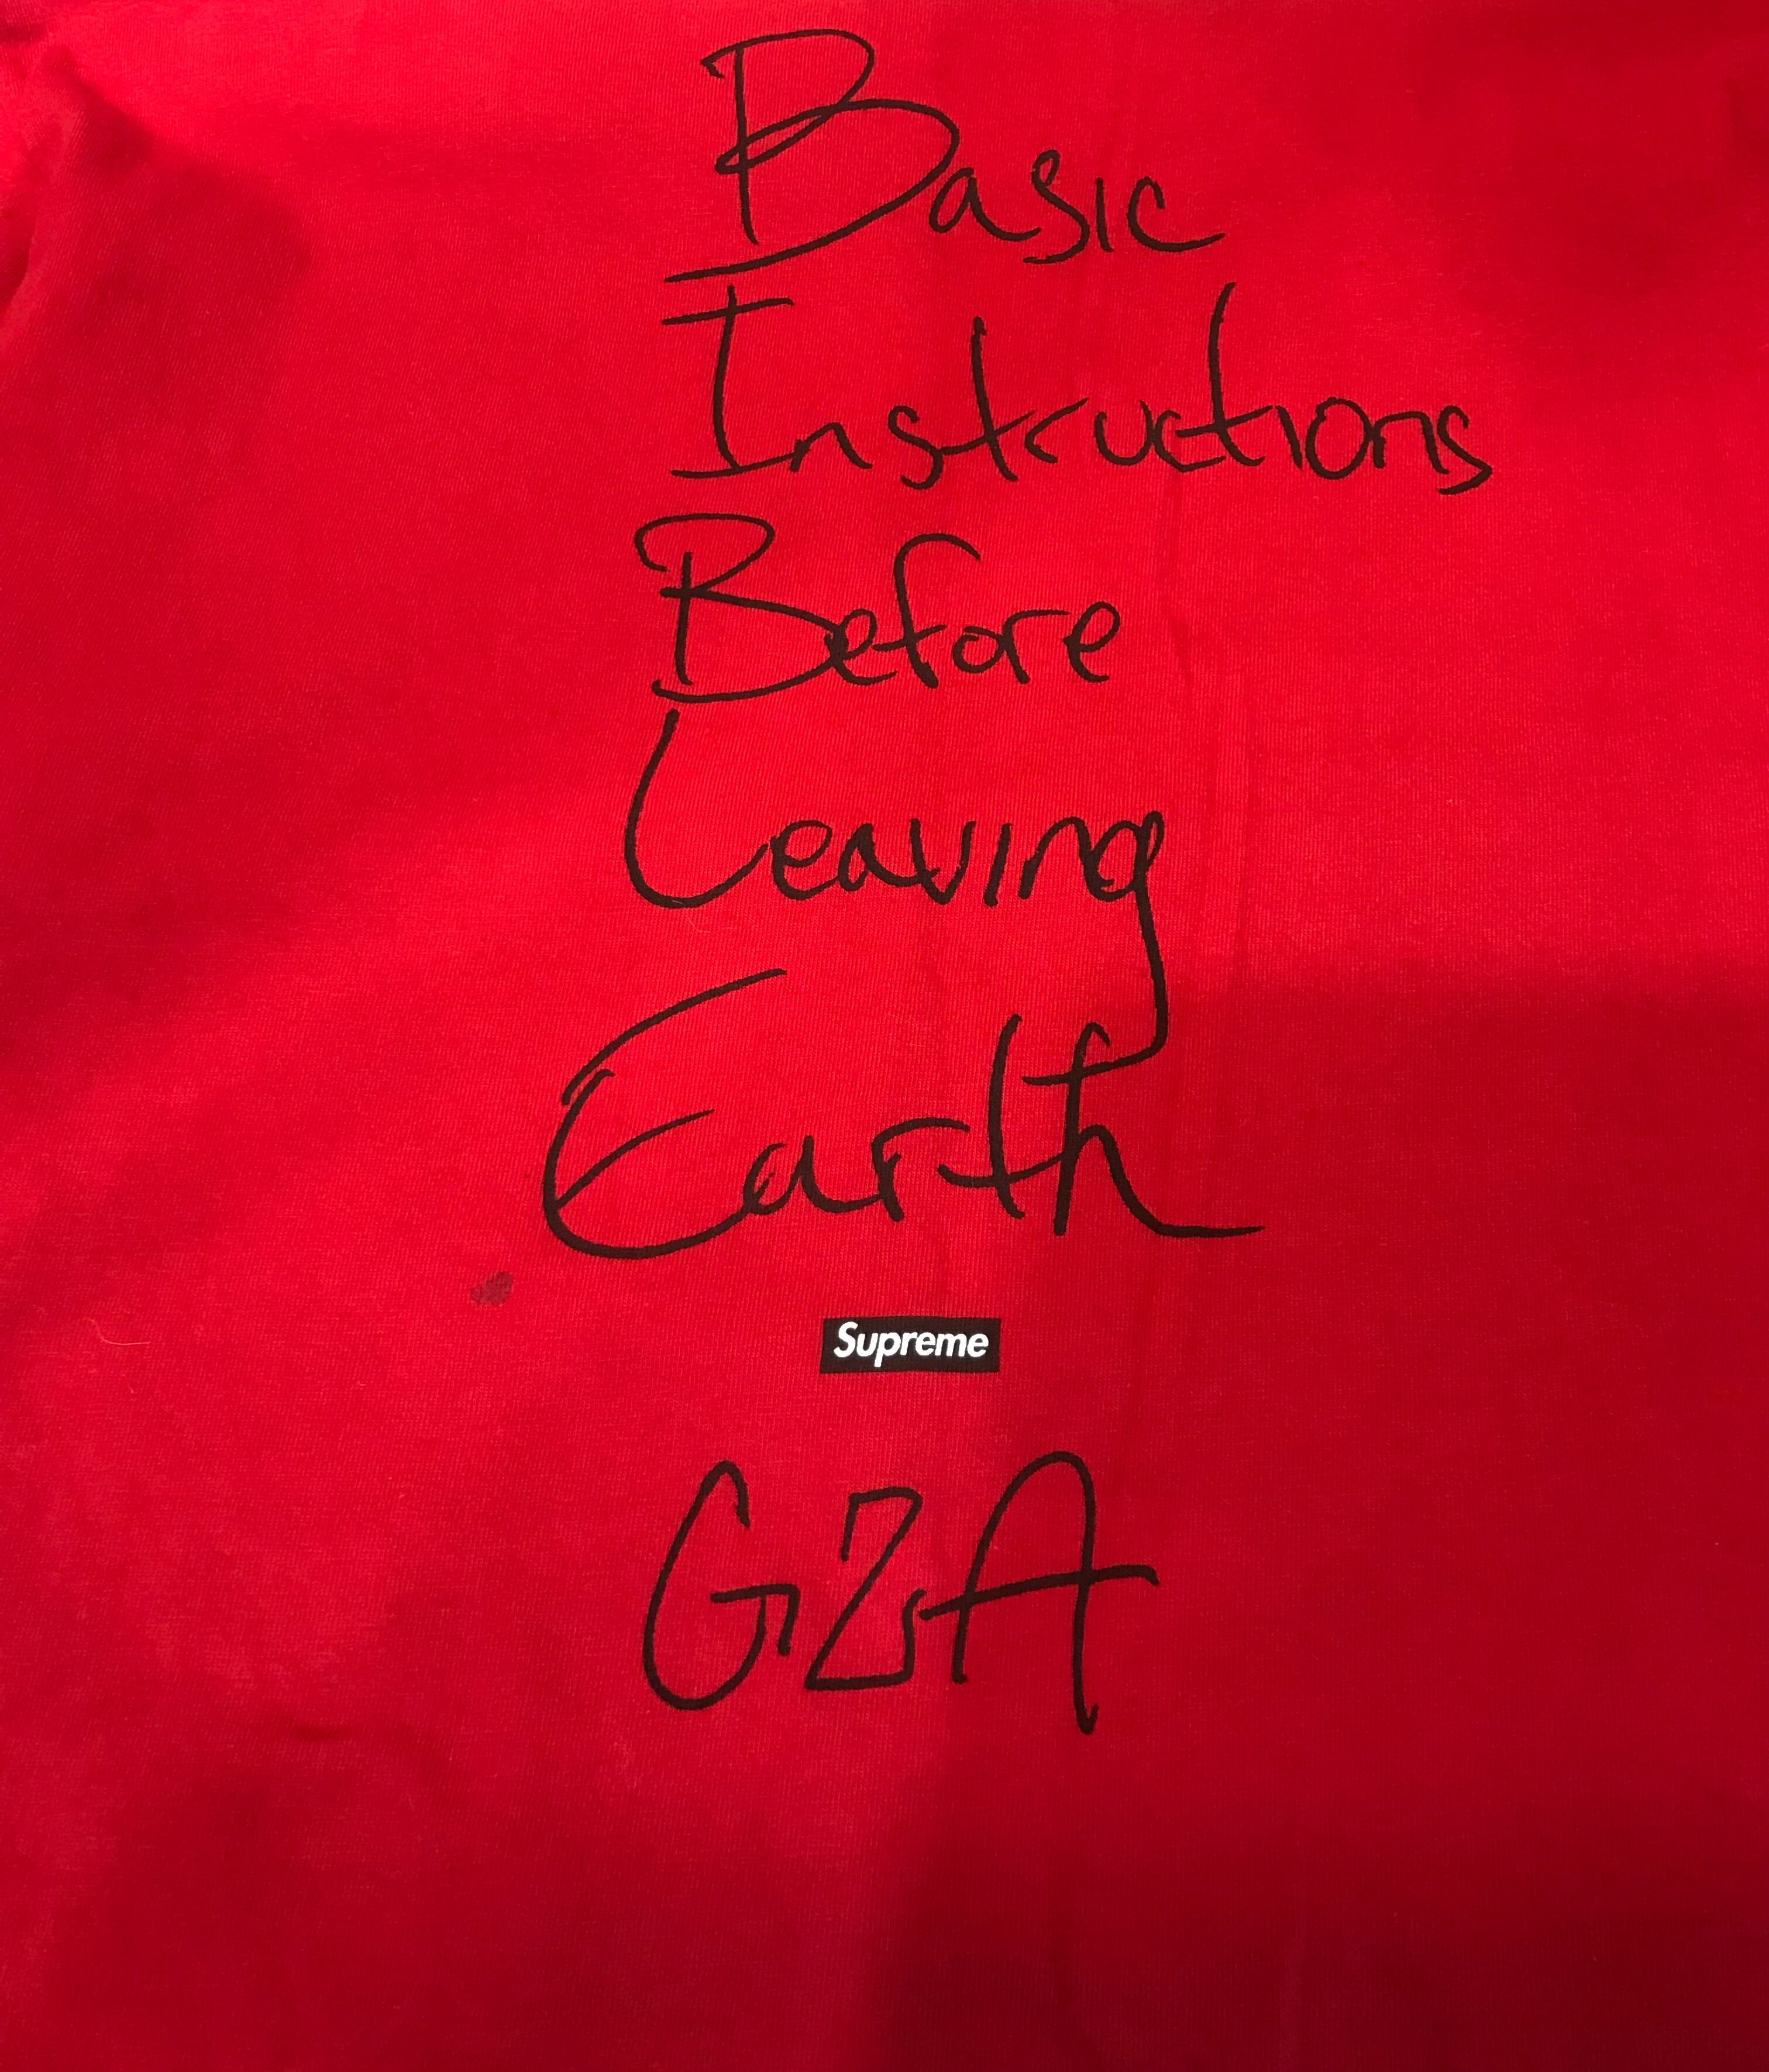 Basic
Instructions
Before
Leaving
Earth
Supreme
GZA